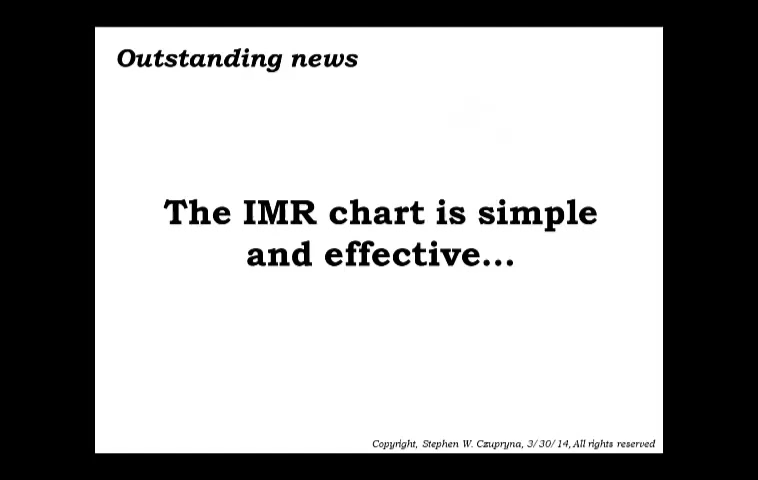 Outstanding news
The IMR chart is simple
and effective...
Copyright, Stephen W. Czupryna, 3/30/14, All rights reserved